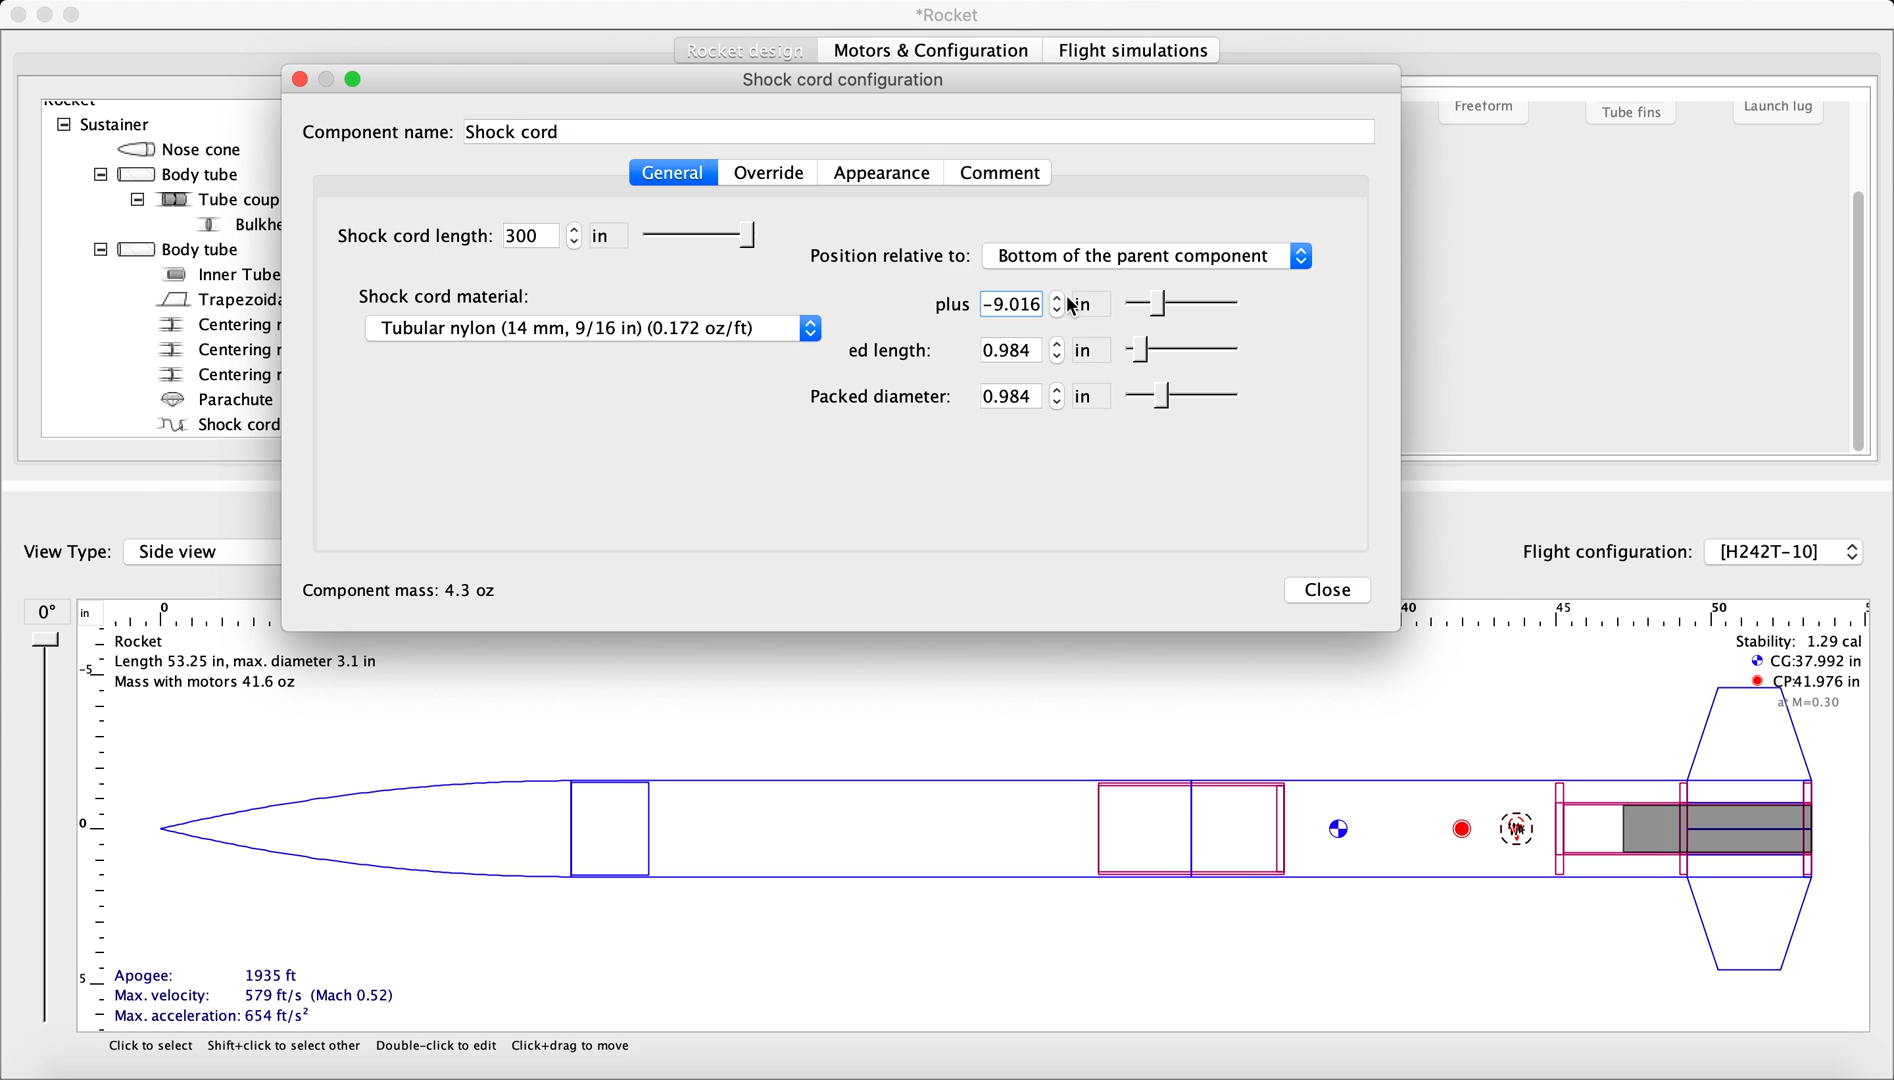 *Rocket
Rocket design
Motors & Configuration
Flight simulations
Shock cord configuration
Rocket
Sustainer
Nose cone
Body tube
Tube coup
Bulkhe
Body tube
Inner Tube
Trapezoida
Centering r
Centering r
Centering r
Parachute
Shock cord
Freeform
Tube fins
Launch lug
Component name: Shock cord
General
Override
Appearance
Comment
Shock cord length: 300 in
Shock cord material:
Tubular nylon (14 mm, 9/16 in) (0.172 oz/ft)
Position relative to: Bottom of the parent component
plus -9.016 in
ed length: 0.984 in
Packed diameter: 0.984 in
Component mass: 4.3 oz
Close
View Type: Side view
Flight configuration: [H242T-10]
0°
in
0
40
45
50
-5
0
5
Rocket
Length 53.25 in, max. diameter 3.1 in
Mass with motors 41.6 oz
Stability: 1.29 cal
CG:37.992 in
CP:41.976 in
at M=0.30
Apogee: 1935 ft
Max. velocity: 579 ft/s (Mach 0.52)
Max. acceleration: 654 ft/s²
Click to select Shift+click to select other Double-click to edit Click+drag to move